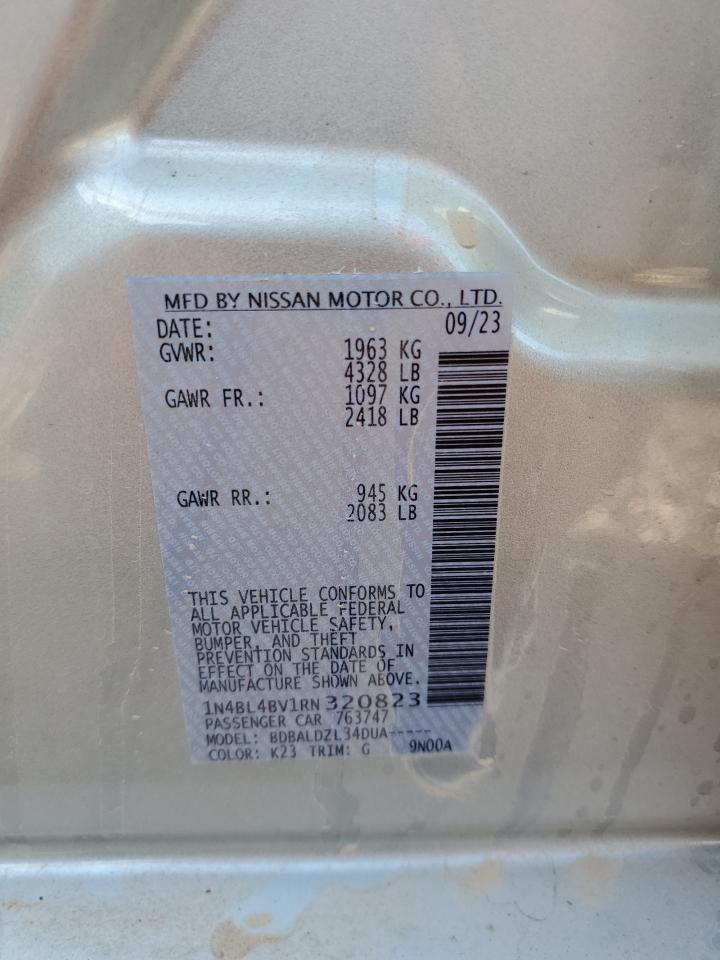 MFD BY NISSAN MOTOR CO., LTD.
DATE: 09/23
GVWR: 1963 KG
4328 LB
GAWR FR.: 1097 KG
2418 LB
GAWR RR.: 945 KG
2083 LB
THIS VEHICLE CONFORMS TO
ALL APPLICABLE FEDERAL
MOTOR VEHICLE SAFETY,
BUMPER, AND THEFT
PREVENTION STANDARDS IN
EFFECT ON THE DATE OF
MANUFACTURE SHOWN ABOVE.
1N4BL4BV1RN 320823
PASSENGER CAR 763747
MODEL: BDBALDZL34DUA-----
COLOR: K23 TRIM: G 9N00A